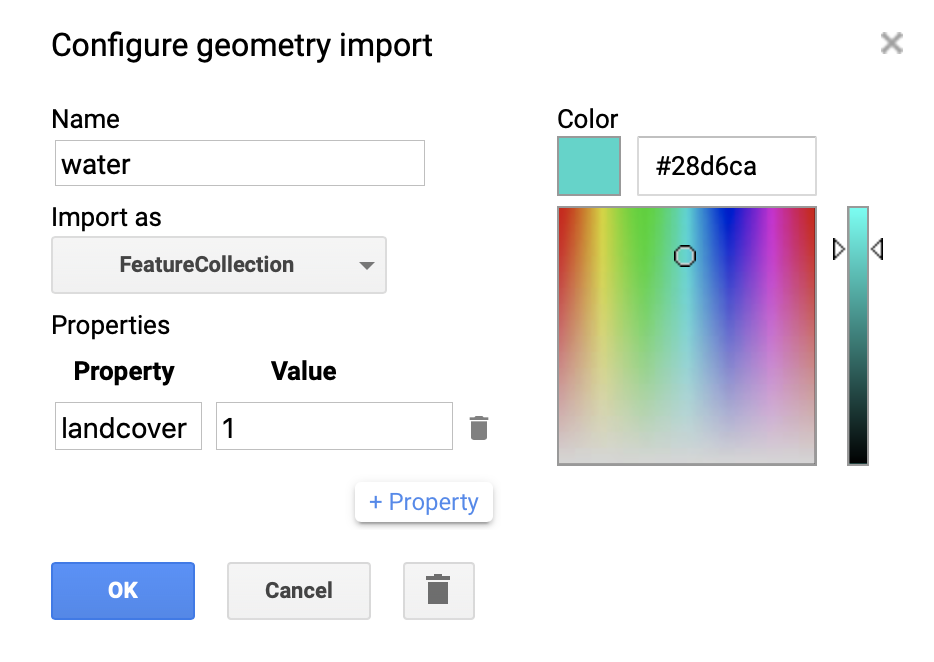 Configure geometry import
Name
water
Import as
FeatureCollection
Properties
Property Value
landcover 1
+ Property
OK Cancel
Color
#28d6ca